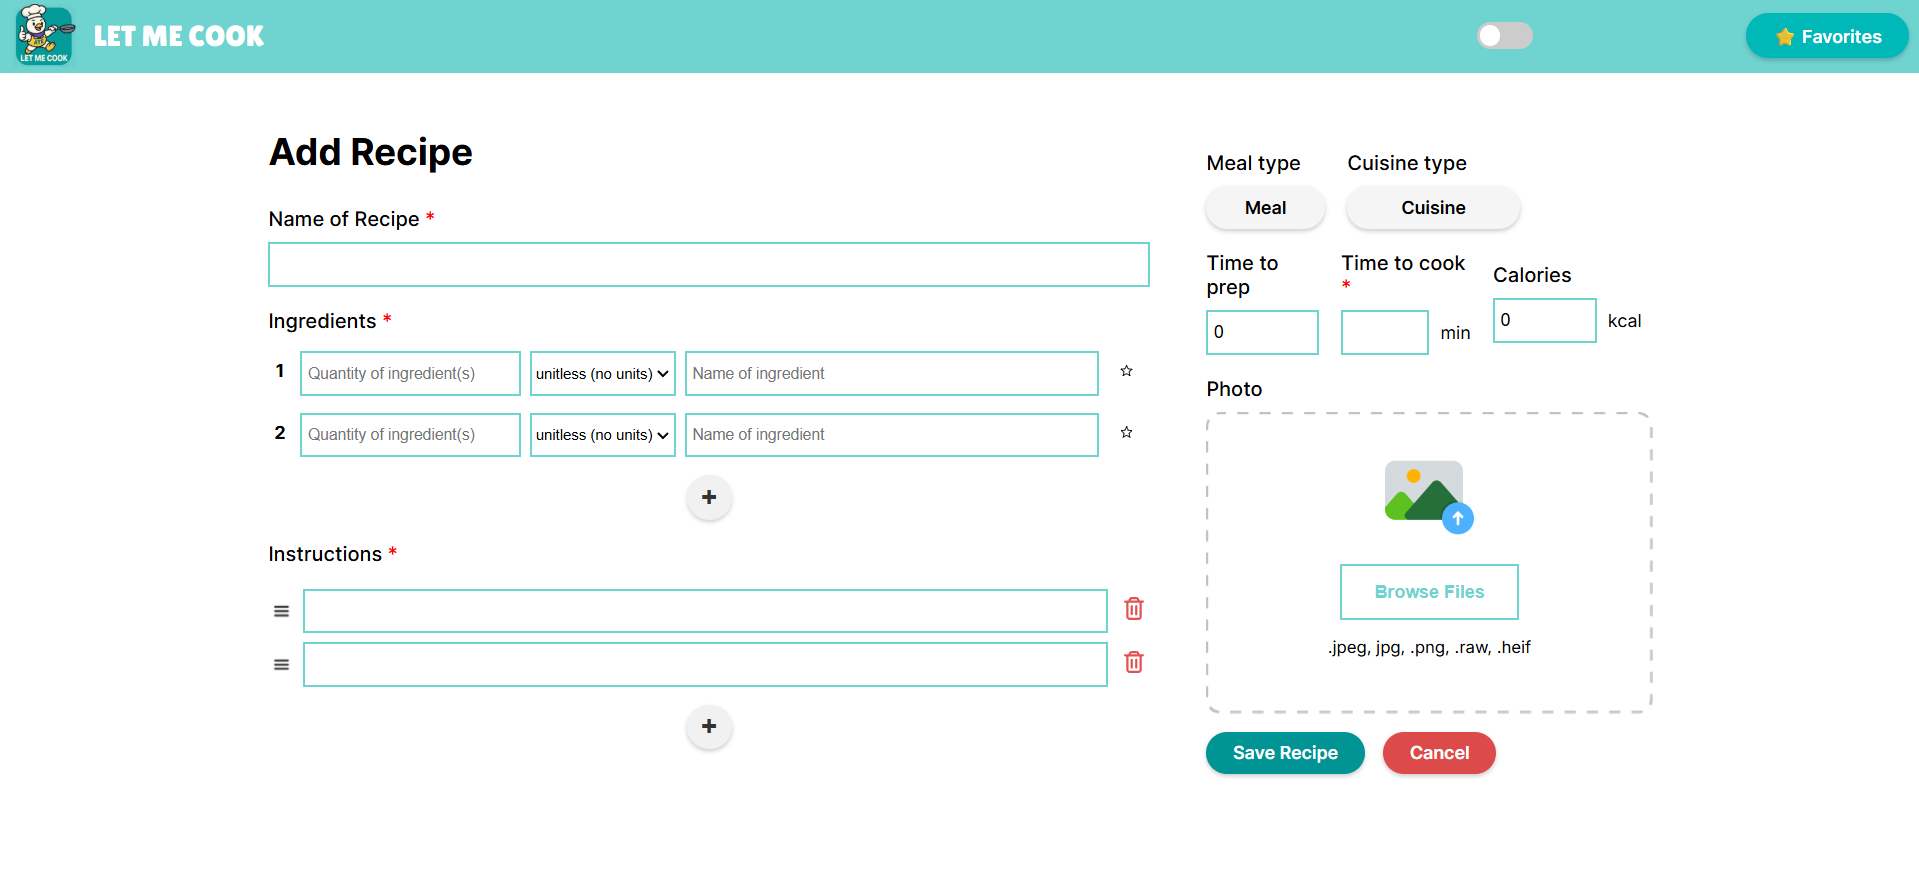 LET ME COOK
LET ME COOK
Favorites
Add Recipe
Name of Recipe *
Ingredients *
1 Quantity of ingredient(s) unitless (no units) Name of ingredient
2 Quantity of ingredient(s) unitless (no units) Name of ingredient
+
Instructions *
+
Meal type Cuisine type
Meal Cuisine
Time to
prep
Time to cook
*
Calories
0 min 0 kcal
Photo
Browse Files
.jpeg, jpg, .png, .raw, .heif
Save Recipe Cancel